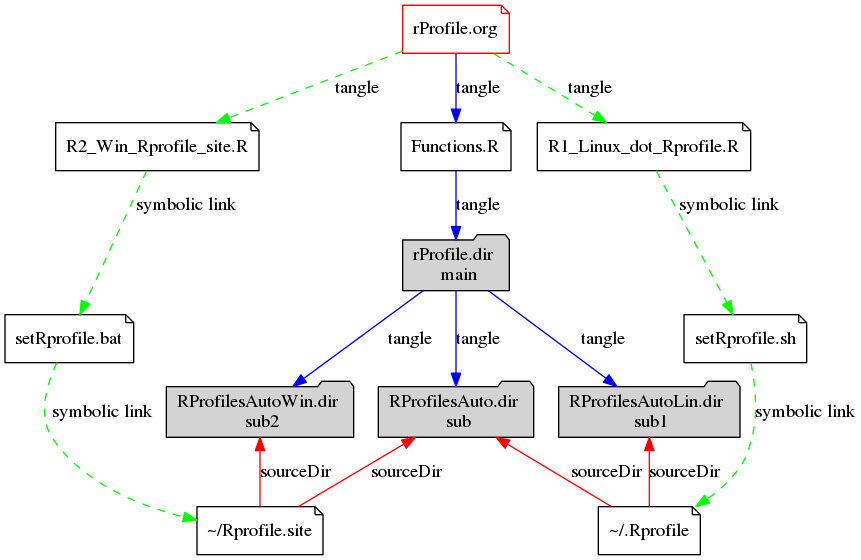 rProfile.org
tangle
tangle
tangle
R2_Win_Rprofile_site.R
Functions.R
R1_Linux_dot_Rprofile.R
symbolic link
tangle
symbolic link
rProfile.dir
main
setRprofile.bat
tangle
tangle
tangle
setRprofile.sh
RProfilesAutoWin.dir
sub2
RProfilesAuto.dir
sub
RProfilesAutoLin.dir
sub1
symbolic link
symbolic link
sourceDir
sourceDir
sourceDir
sourceDir
~/Rprofile.site
~/.Rprofile